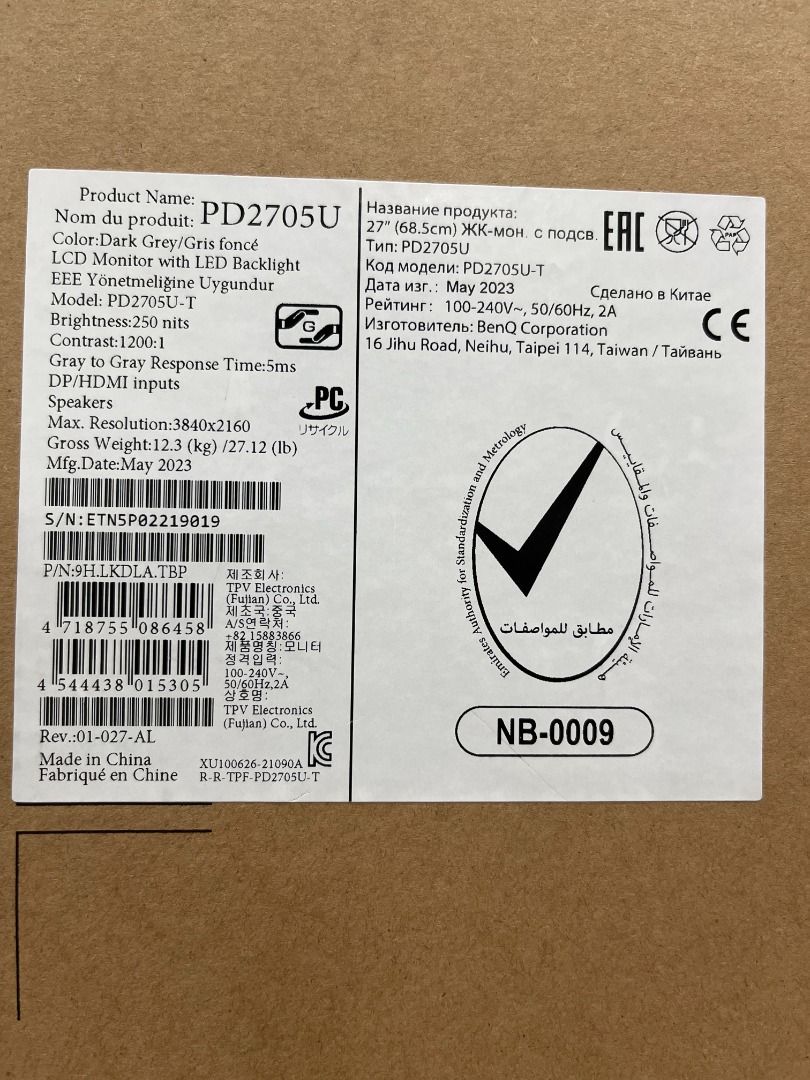 Product Name:
Nom du produit: PD2705U
Color:Dark Grey/Gris foncé
LCD Monitor with LED Backlight
EEE Yönetmeliğine Uygundur
Model: PD2705U-T
Brightness:250 nits
Contrast:1200:1
G
Gray to Gray Response Time:5ms
DP/HDMI inputs
Speakers
PC
リサイクル
Max. Resolution:3840x2160
Gross Weight:12.3 (kg) /27.12 (lb)
Mfg.Date:May 2023
S/N:ETN5P02219019
P/N:9H.LKDLA.TBP
4 718755 086458
4 544438 015305
Rev.:01-027-AL
Made in China
Fabriqué en Chine
제조회사:
TPV Electronics
(Fujian) Co., Ltd.
제조국:중국
A/S연락처:
+82 15883866
제품명칭:모니터
정격입력:
100-240V~,
50/60Hz,2A
상호명:
TPV Electronics
(Fujian) Co., Ltd.
XU100626-21090A
R-R-TPF-PD2705U-T
Название продукта:
27” (68.5cm) ЖК-мон. с подсв.
EAC
PAP
Тип: PD2705U
Код модели: PD2705U-T
Дата изг.: May 2023
Сделано в Китае
Рейтинг: 100-240V~, 50/60Hz, 2A
CE
Изготовитель: BenQ Corporation
16 Jihu Road, Neihu, Taipei 114, Taiwan / Тайвань
Emirates Authority for Standardization and Metrology
هيئة الإمارات للمواصفات والمقاييس
مطابق للمواصفات
NB-0009